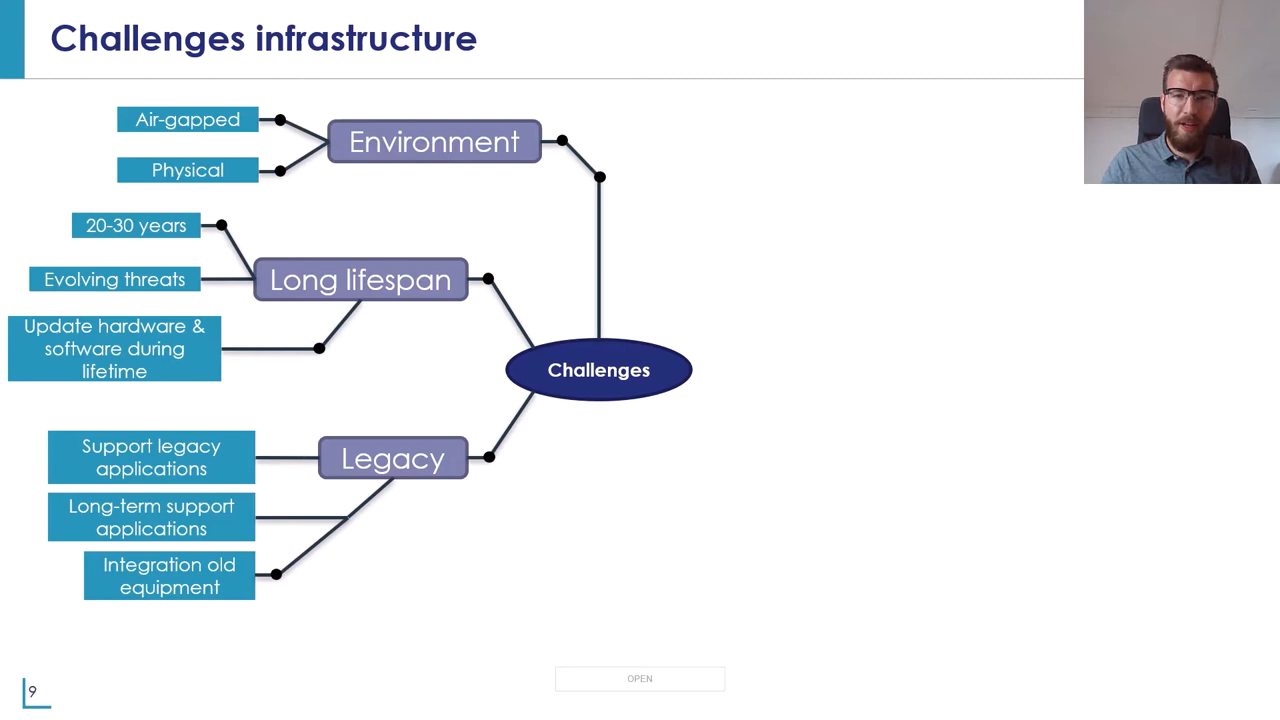 Challenges infrastructure
Air-gapped
Environment
Physical
20-30 years
Long lifespan
Evolving threats
Update hardware &
software during
lifetime
Challenges
Support legacy
applications
Legacy
Long-term support
applications
Integration old
equipment
OPEN
9